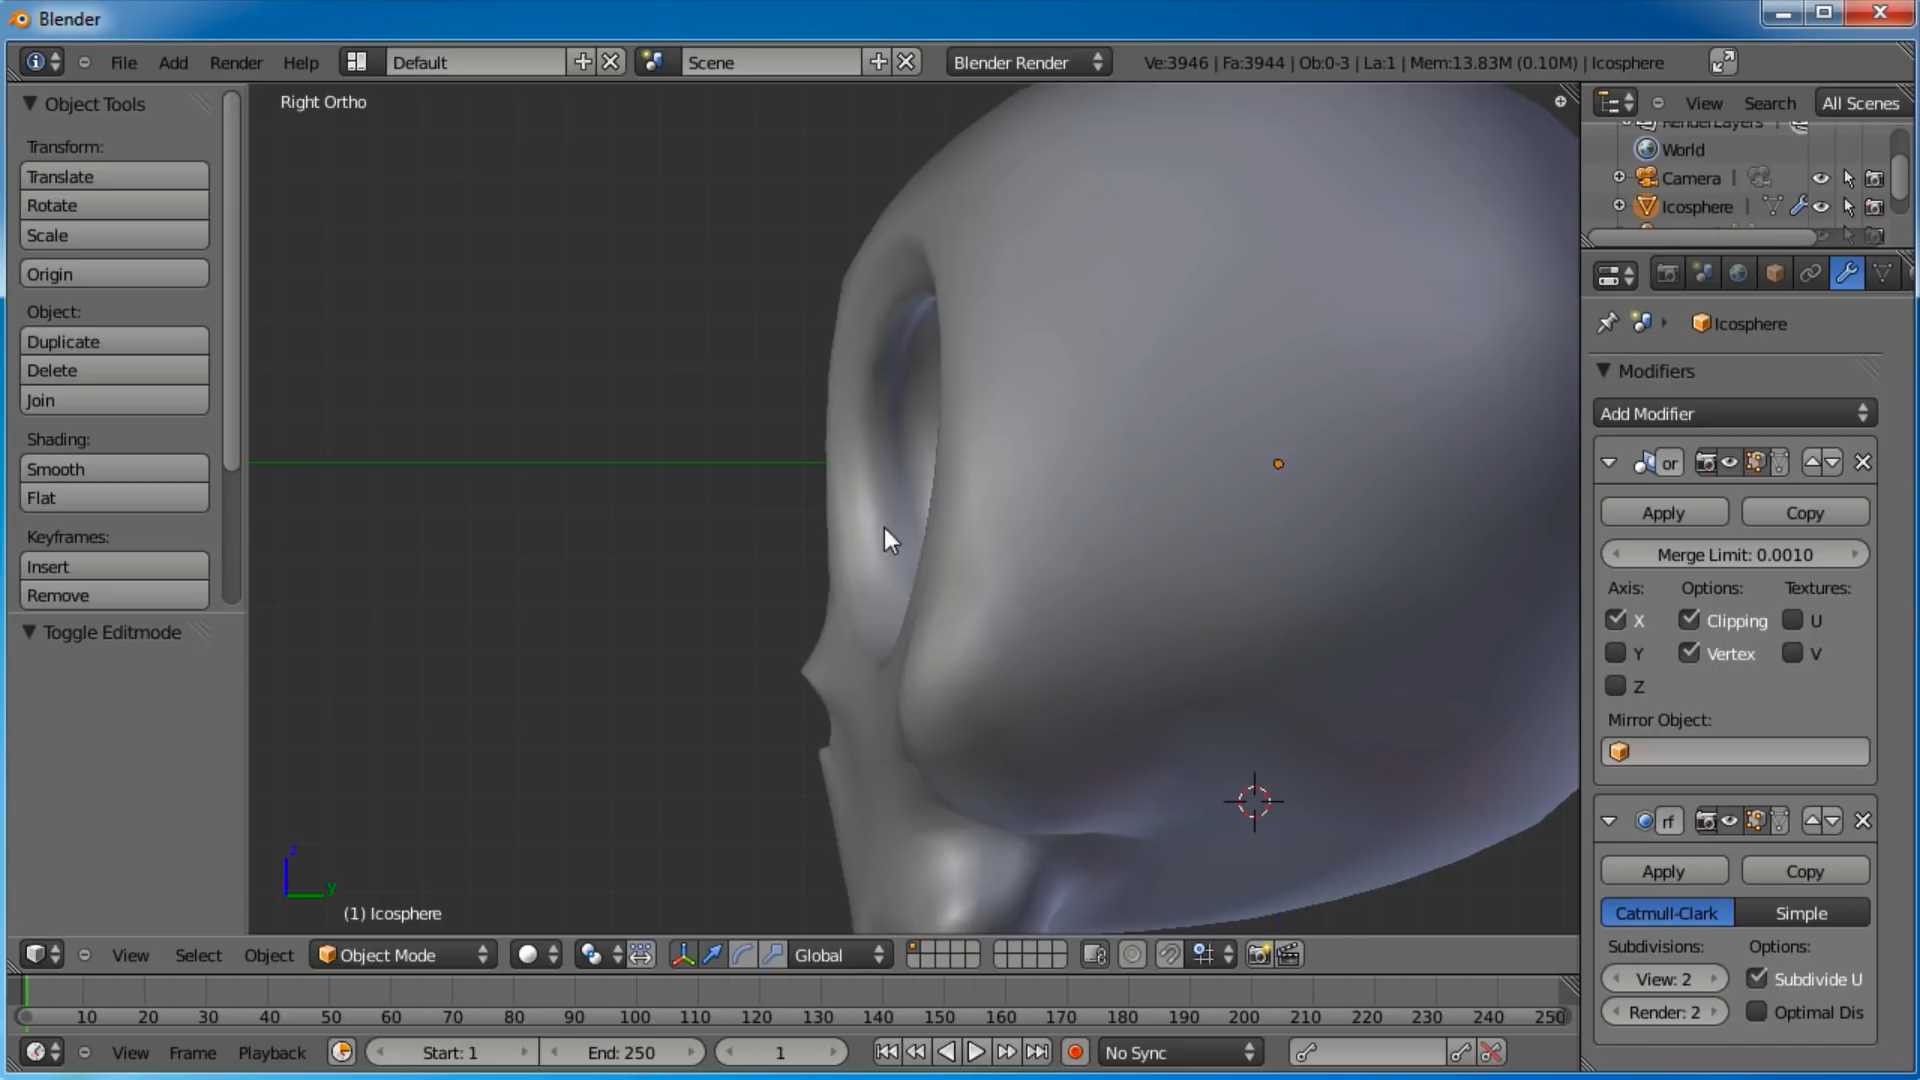 Blender
File Add Render Help Default Scene Blender Render Ve:3946 | Fa:3944 | Ob:0-3 | La:1 | Mem:13.83M (0.10M) | Icosphere
Object Tools
Transform:
Translate
Rotate
Scale
Origin
Object:
Duplicate
Delete
Join
Shading:
Smooth
Flat
Keyframes:
Insert
Remove
Toggle Editmode
Right Ortho
z
y
(1) Icosphere
View Search All Scenes
RenderLayers |
World
Camera |
Icosphere |
Icosphere
Modifiers
Add Modifier
or
Apply Copy
Merge Limit: 0.0010
Axis: Options: Textures:
X Clipping U
Y Vertex V
Z
Mirror Object:
rf
Apply Copy
Catmull-Clark Simple
Subdivisions: Options:
View: 2 Subdivide U
Render: 2 Optimal Dis
View Select Object Object Mode Global
10 20 30 40 50 60 70 80 90 100 110 120 130 140 150 160 170 180 190 200 210 220 230 240 250
View Frame Playback Start: 1 End: 250 1 No Sync